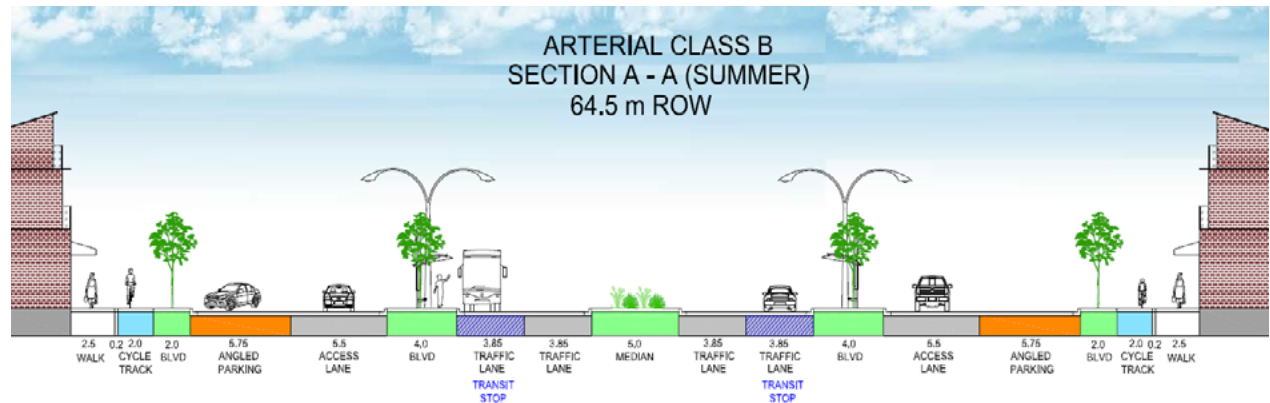 ARTERIAL CLASS B
SECTION A - A (SUMMER)
64.5 m ROW
2.5 0.2 2.0 2.0 5.75 5.5 4.0 3.85 3.85 5.0 3.85 3.85 4.0 5.5 5.75 2.0 2.0 0.2 2.5
WALK CYCLE BLVD ANGLED ACCESS BLVD TRAFFIC TRAFFIC MEDIAN TRAFFIC TRAFFIC BLVD ACCESS ANGLED BLVD CYCLE WALK
TRACK PARKING LANE LANE LANE LANE LANE LANE PARKING TRACK
TRANSIT TRANSIT
STOP STOP